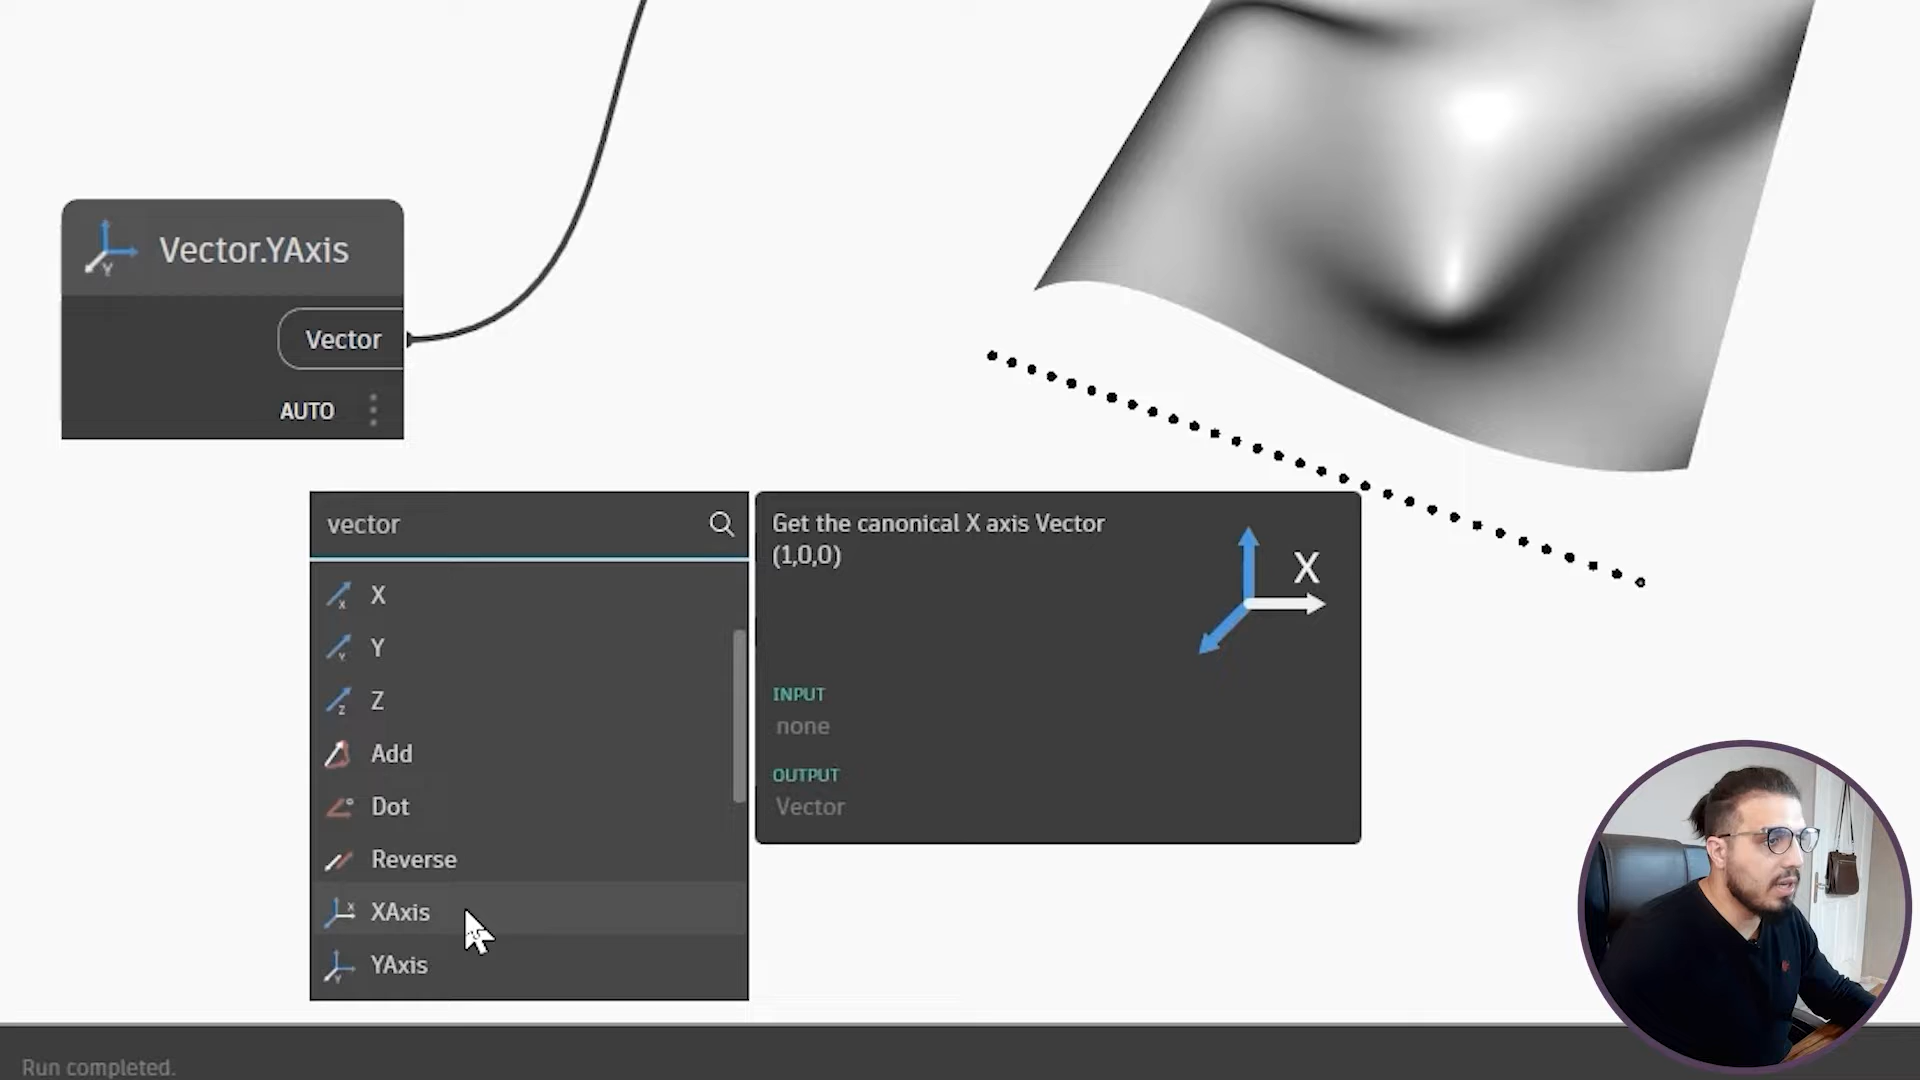 Vector.YAxis
Y
Vector
AUTO
vector
X
Y
Z
Add
Dot
Reverse
XAxis
YAxis
Get the canonical X axis Vector
(1,0,0)
X
INPUT
none
OUTPUT
Vector
Run completed.